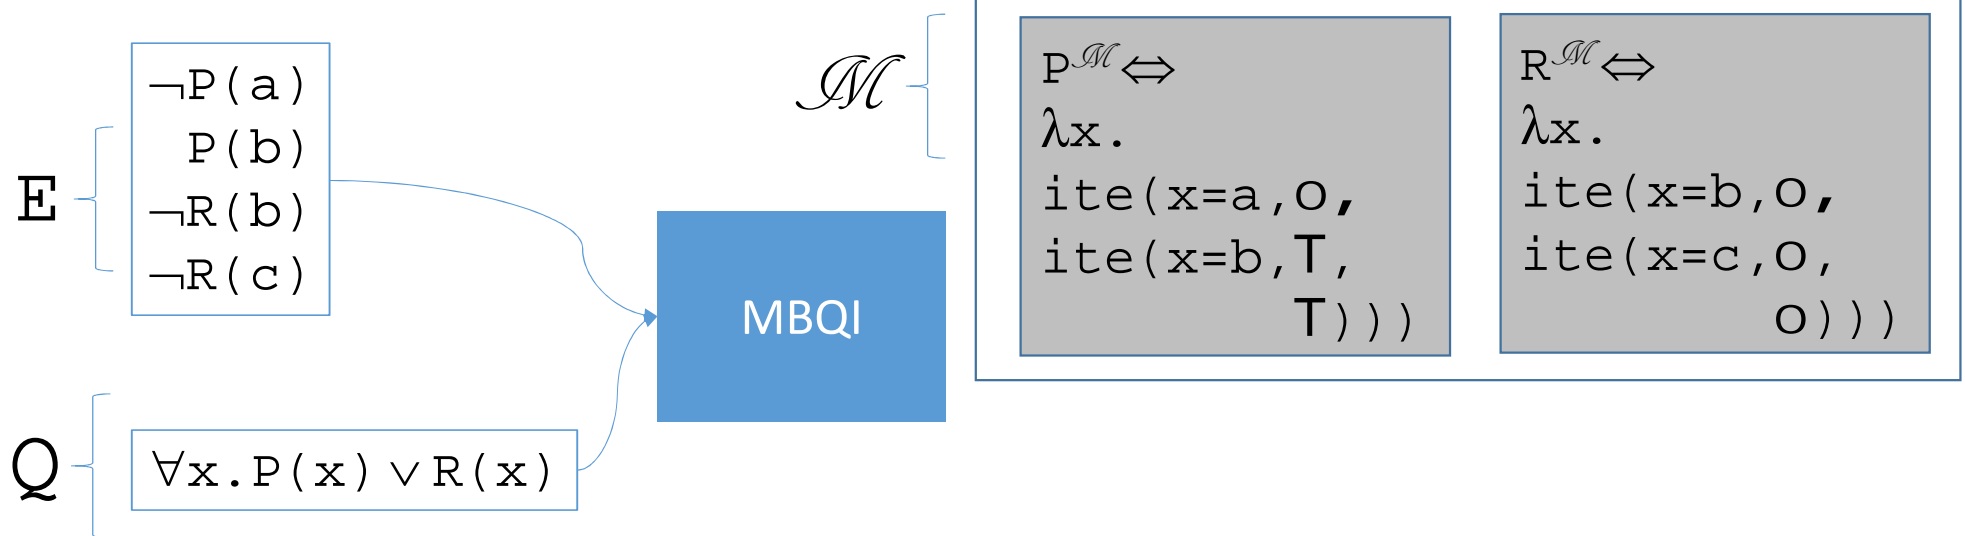 E
¬P(a)
P(b)
¬R(b)
¬R(c)
Q
∀x.P(x)∨R(x)
MBQI
ℳ
P^ℳ⇔
λx.
ite(x=a,o,
ite(x=b,T,
T)))
R^ℳ⇔
λx.
ite(x=b,o,
ite(x=c,o,
o)))